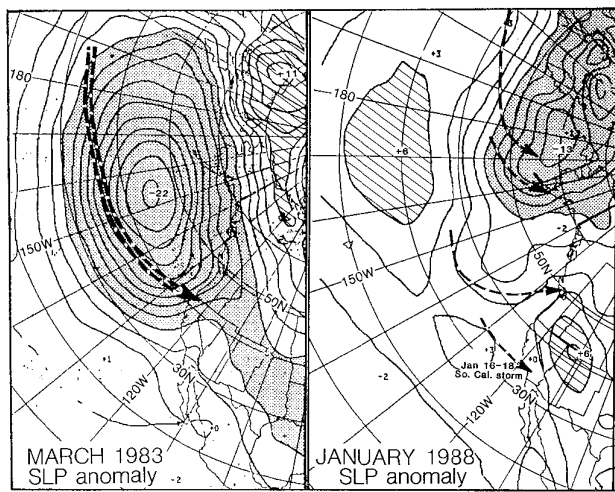 +11
180
-22
150W
50N
+1
30N
120W
+0
MARCH 1983
SLP anomaly
-2
+3
+3
180
-13
+6
-2
150W
50N
+3
+0
+6
Jan 16-18
So. Cal. storm
-2
30N
120W
JANUARY 1988
SLP anomaly